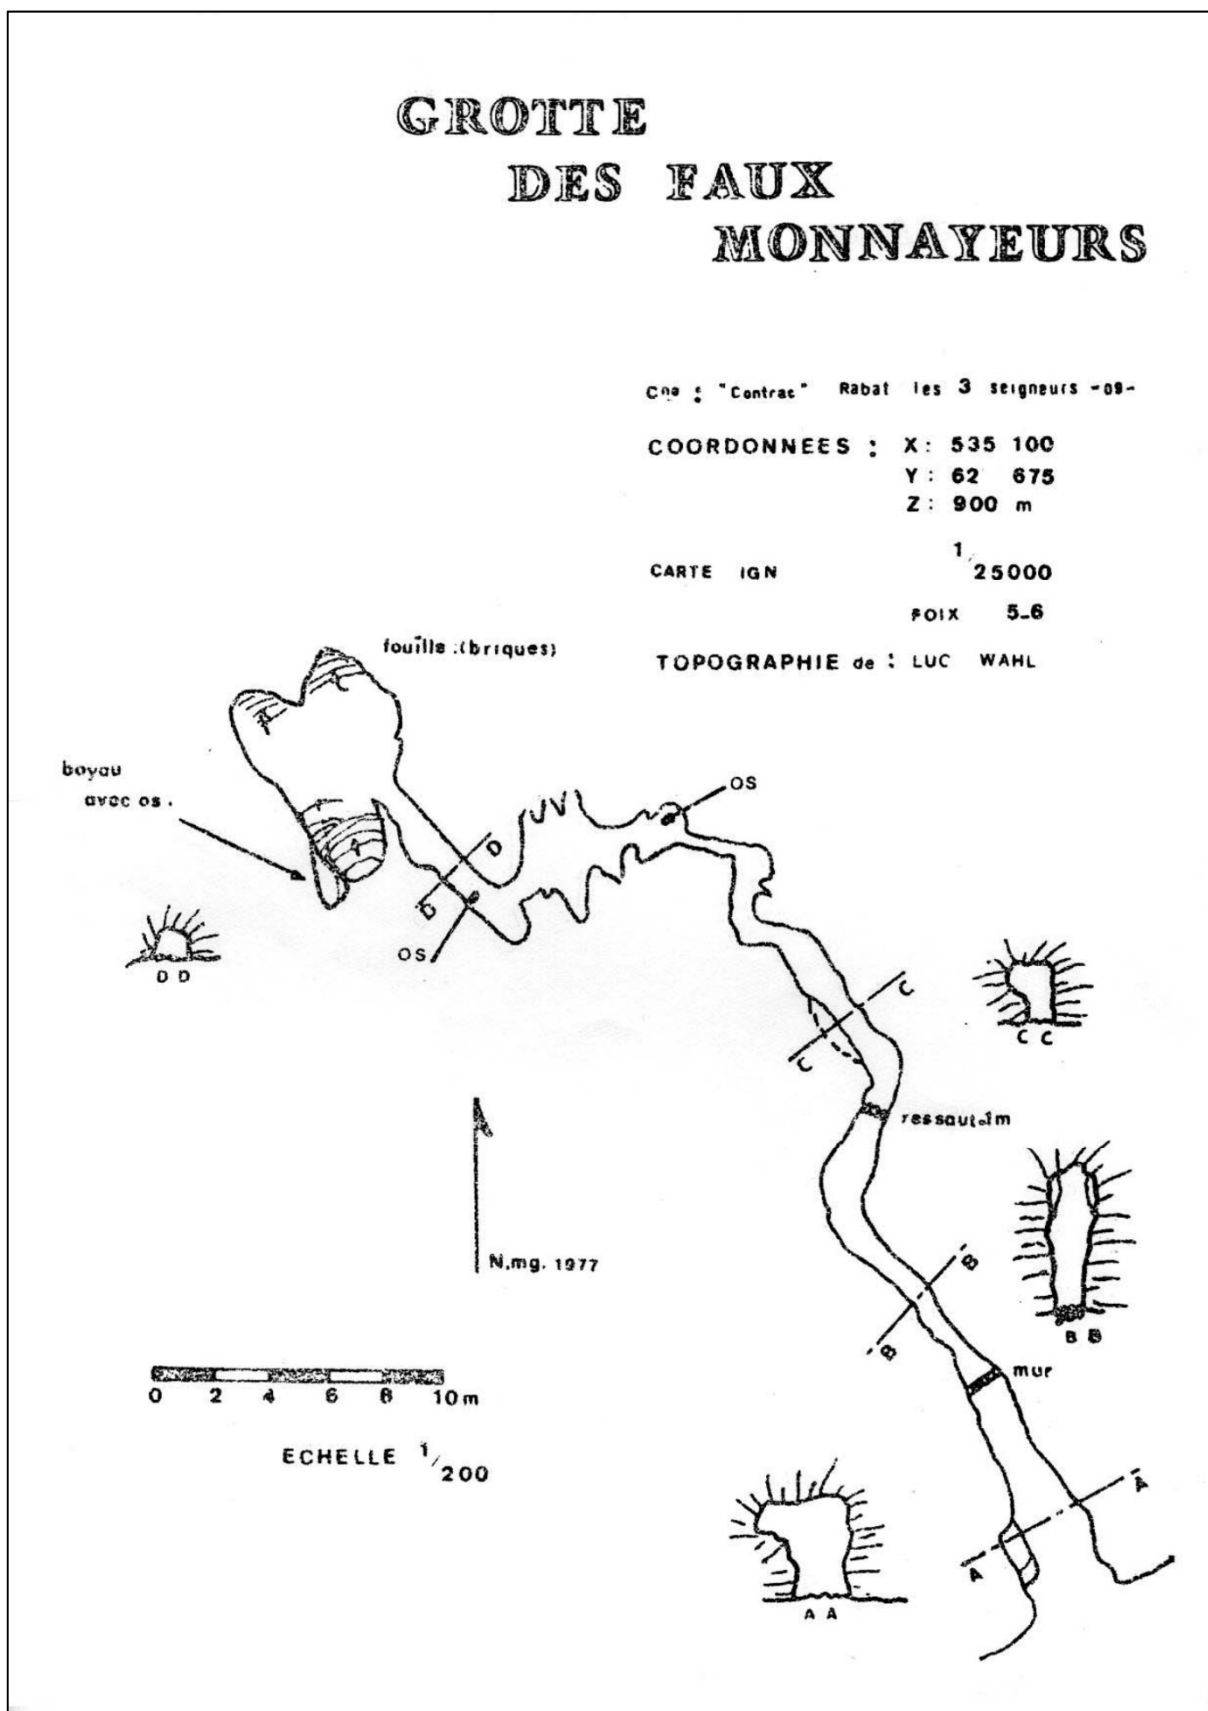 GROTTE
DES FAUX
MONNAYEURS
Cne : "Contrac" Rabat les 3 seigneurs -09-
COORDONNEES : X: 535 100
Y: 62 675
Z: 900 m
CARTE IGN 1/25000
FOIX 5-6
TOPOGRAPHIE de : LUC WAHL
fouille :(briques)
boyau
avec os.
OS
D
D
OS
D D
C
C
C C
ressaut.1m
N.mg. 1977
B
B
B B
mur
0 2 4 6 8 10m
ECHELLE 1/200
A
A
A A